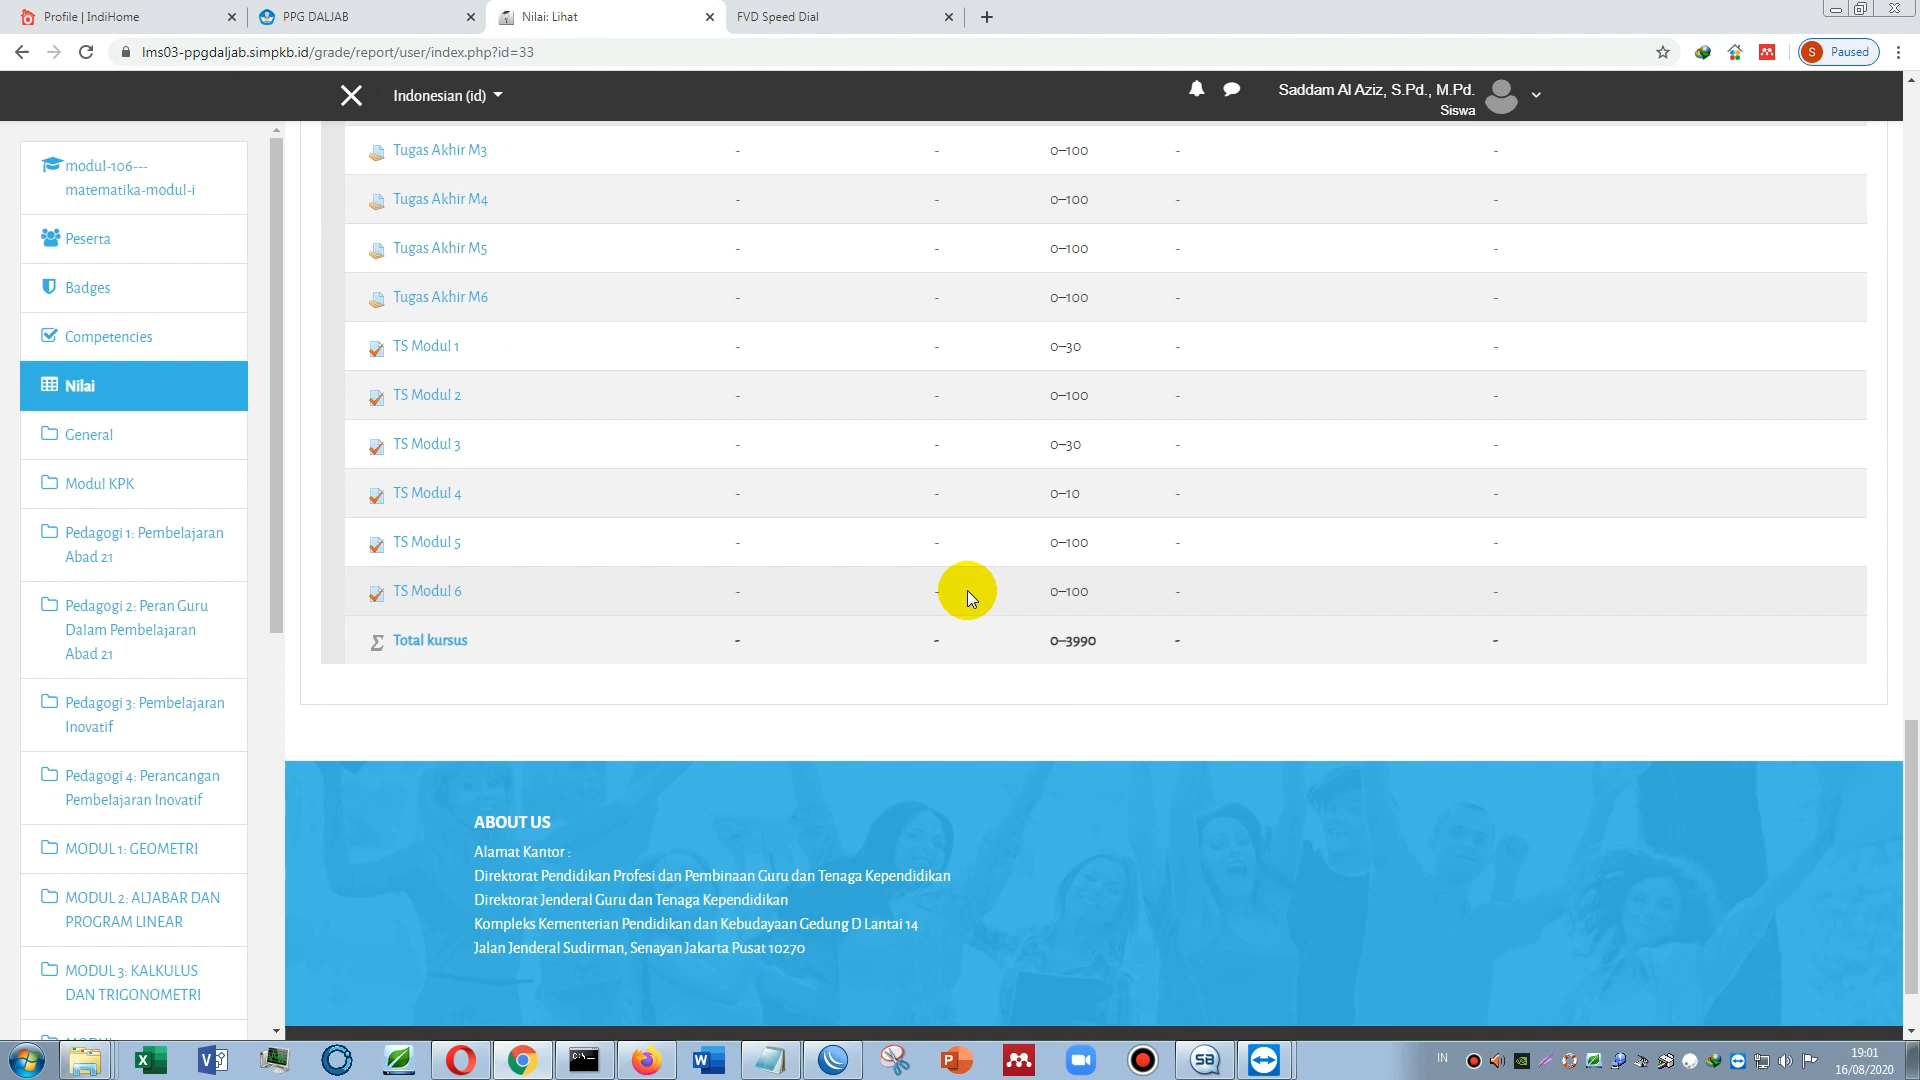 Profile | IndiHome
PPG DALJAB
Nilai: Lihat
FVD Speed Dial
lms03-ppgdaljab.simpkb.id/grade/report/user/index.php?id=33
S Paused
Indonesian (id)
Saddam Al Aziz, S.Pd., M.Pd.
Siswa
modul-106---
matematika-modul-i
Peserta
Badges
Competencies
Nilai
General
Modul KPK
Pedagogi 1: Pembelajaran
Abad 21
Pedagogi 2: Peran Guru
Dalam Pembelajaran
Abad 21
Pedagogi 3: Pembelajaran
Inovatif
Pedagogi 4: Perancangan
Pembelajaran Inovatif
MODUL 1: GEOMETRI
MODUL 2: ALJABAR DAN
PROGRAM LINEAR
MODUL 3: KALKULUS
DAN TRIGONOMETRI
Tugas Akhir M3 - - 0–100 - -
Tugas Akhir M4 - - 0–100 - -
Tugas Akhir M5 - - 0–100 - -
Tugas Akhir M6 - - 0–100 - -
TS Modul 1 - - 0–30 - -
TS Modul 2 - - 0–100 - -
TS Modul 3 - - 0–30 - -
TS Modul 4 - - 0–10 - -
TS Modul 5 - - 0–100 - -
TS Modul 6 - - 0–100 - -
Total kursus - - 0–3990 - -
ABOUT US
Alamat Kantor :
Direktorat Pendidikan Profesi dan Pembinaan Guru dan Tenaga Kependidikan
Direktorat Jenderal Guru dan Tenaga Kependidikan
Kompleks Kementerian Pendidikan dan Kebudayaan Gedung D Lantai 14
Jalan Jenderal Sudirman, Senayan Jakarta Pusat 10270
IN
19:01
16/08/2020